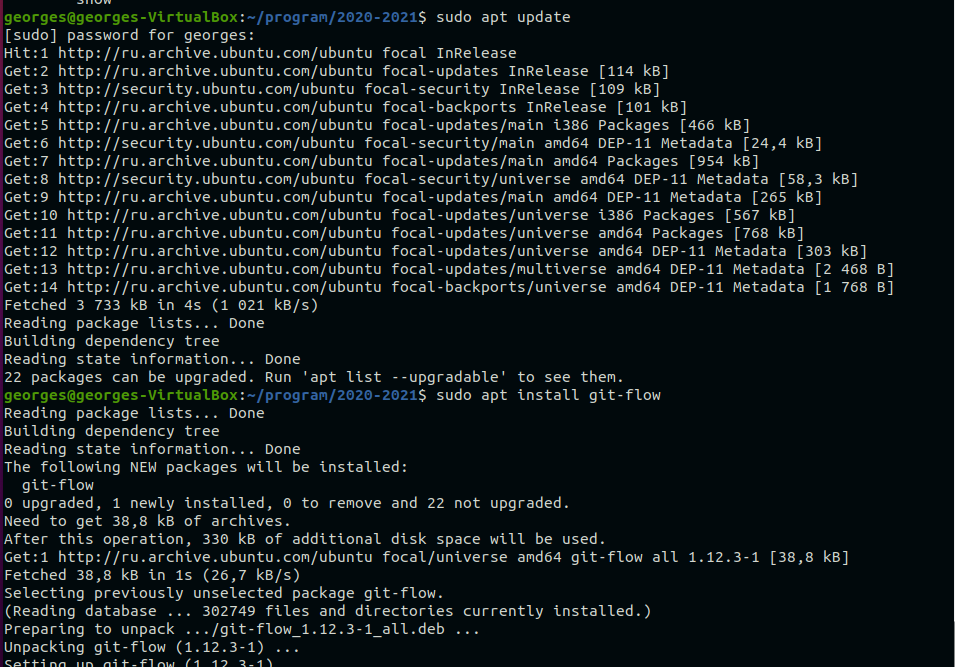 show
georges@georges-VirtualBox:~/program/2020-2021$ sudo apt update
[sudo] password for georges:
Hit:1 http://ru.archive.ubuntu.com/ubuntu focal InRelease
Get:2 http://ru.archive.ubuntu.com/ubuntu focal-updates InRelease [114 kB]
Get:3 http://security.ubuntu.com/ubuntu focal-security InRelease [109 kB]
Get:4 http://ru.archive.ubuntu.com/ubuntu focal-backports InRelease [101 kB]
Get:5 http://ru.archive.ubuntu.com/ubuntu focal-updates/main i386 Packages [466 kB]
Get:6 http://security.ubuntu.com/ubuntu focal-security/main amd64 DEP-11 Metadata [24,4 kB]
Get:7 http://ru.archive.ubuntu.com/ubuntu focal-updates/main amd64 Packages [954 kB]
Get:8 http://security.ubuntu.com/ubuntu focal-security/universe amd64 DEP-11 Metadata [58,3 kB]
Get:9 http://ru.archive.ubuntu.com/ubuntu focal-updates/main amd64 DEP-11 Metadata [265 kB]
Get:10 http://ru.archive.ubuntu.com/ubuntu focal-updates/universe i386 Packages [567 kB]
Get:11 http://ru.archive.ubuntu.com/ubuntu focal-updates/universe amd64 Packages [768 kB]
Get:12 http://ru.archive.ubuntu.com/ubuntu focal-updates/universe amd64 DEP-11 Metadata [303 kB]
Get:13 http://ru.archive.ubuntu.com/ubuntu focal-updates/multiverse amd64 DEP-11 Metadata [2 468 B]
Get:14 http://ru.archive.ubuntu.com/ubuntu focal-backports/universe amd64 DEP-11 Metadata [1 768 B]
Fetched 3 733 kB in 4s (1 021 kB/s)
Reading package lists... Done
Building dependency tree
Reading state information... Done
22 packages can be upgraded. Run 'apt list --upgradable' to see them.
georges@georges-VirtualBox:~/program/2020-2021$ sudo apt install git-flow
Reading package lists... Done
Building dependency tree
Reading state information... Done
The following NEW packages will be installed:
  git-flow
0 upgraded, 1 newly installed, 0 to remove and 22 not upgraded.
Need to get 38,8 kB of archives.
After this operation, 330 kB of additional disk space will be used.
Get:1 http://ru.archive.ubuntu.com/ubuntu focal/universe amd64 git-flow all 1.12.3-1 [38,8 kB]
Fetched 38,8 kB in 1s (26,7 kB/s)
Selecting previously unselected package git-flow.
(Reading database ... 302749 files and directories currently installed.)
Preparing to unpack .../git-flow_1.12.3-1_all.deb ...
Unpacking git-flow (1.12.3-1) ...
Setting up git-flow (1.12.3-1)